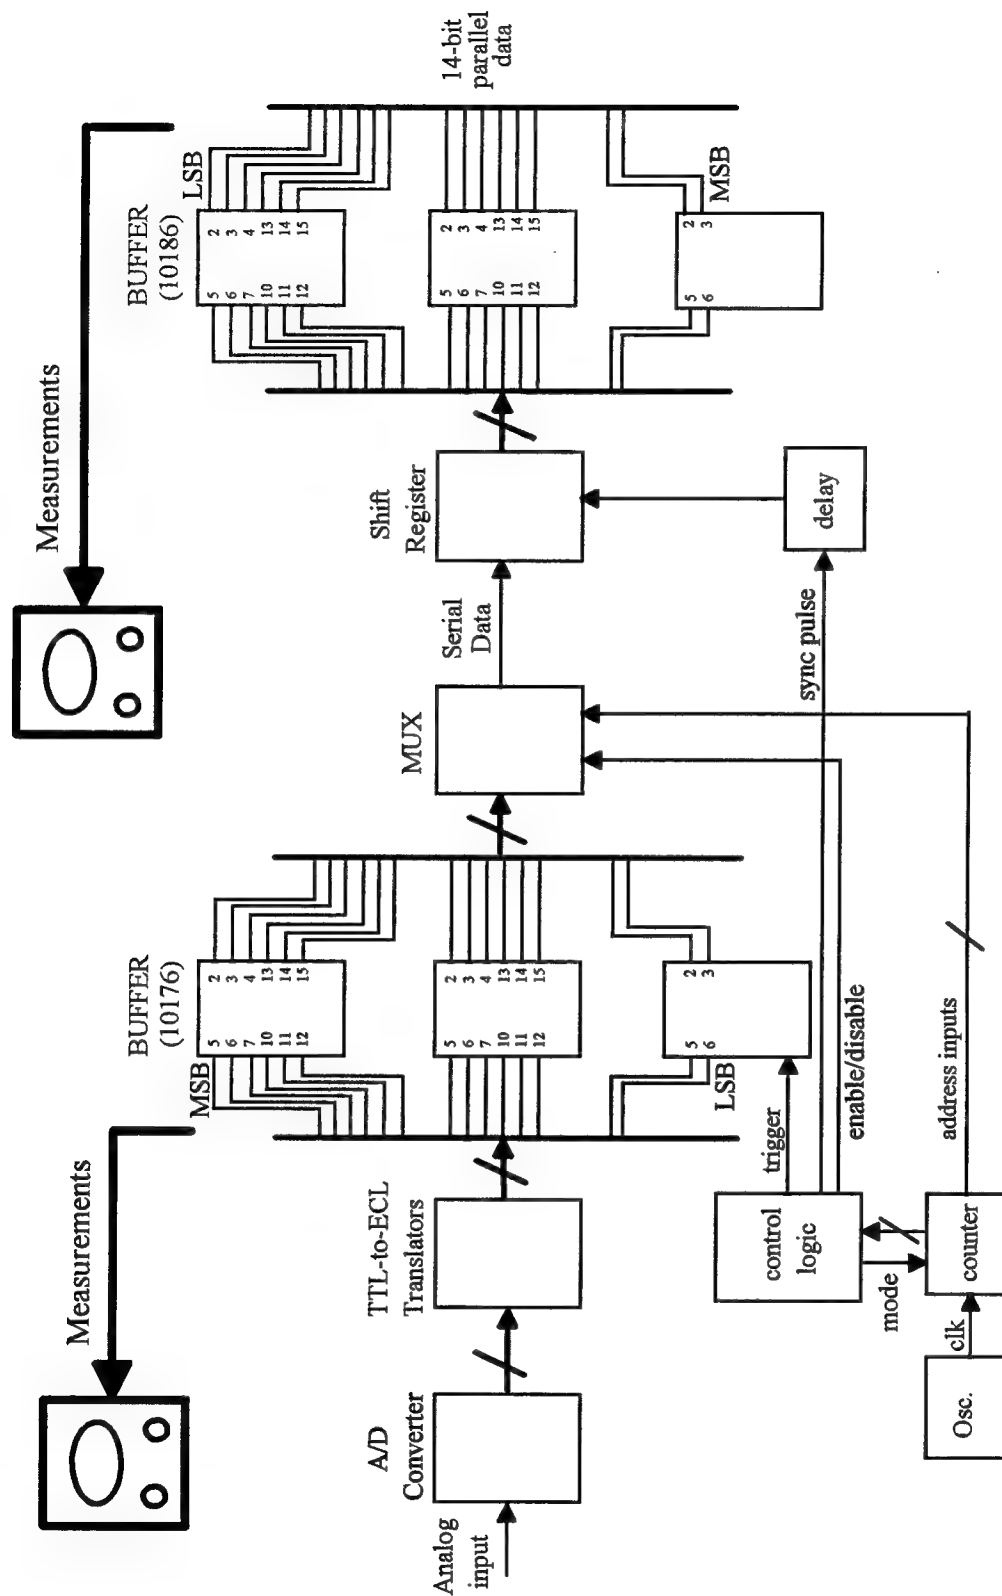 Measurements
Measurements
Analog
input
A/D
Converter
TTL-to-ECL
Translators
BUFFER
(10176)
MSB
5
6
7
10
11
12
2
3
4
13
14
15
5
6
7
10
11
12
2
3
4
13
14
15
5
6
2
3
LSB
MUX
Serial
Data
Shift
Register
BUFFER
(10186)
LSB
5
6
7
10
11
12
2
3
4
13
14
15
5
6
7
10
11
12
2
3
4
13
14
15
5
6
2
3
MSB
14-bit
parallel
data
control
logic
trigger
sync pulse
delay
enable/disable
mode
Osc.
clk
counter
address inputs